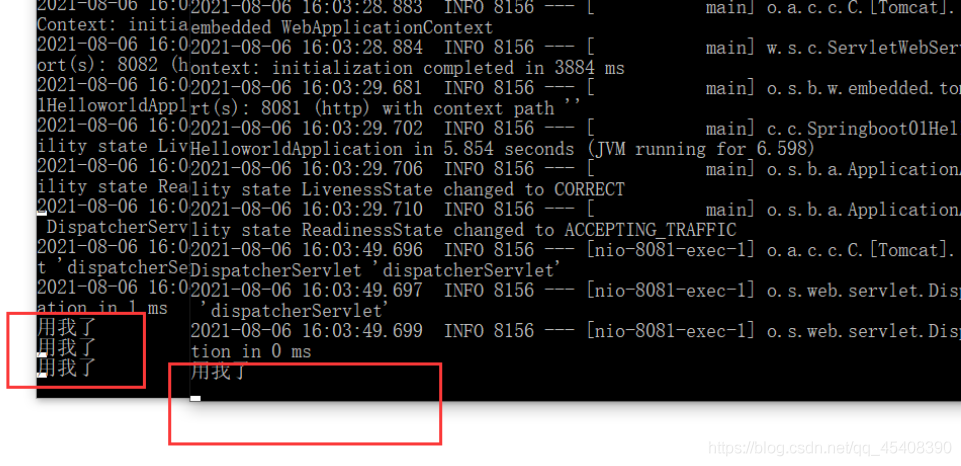 2021-08-06 16:0
Context: initia
2021-08-06 16:0
ort(s): 8082 (h
2021-08-06 16:0
1HelloworldAppl
2021-08-06 16:0
ility state Liv
2021-08-06 16:0
ility state Rea
2021-08-06 16:0
DispatcherServ
2021-08-06 16:0
t 'dispatcherSe
2021-08-06 16:0
ation in 1 ms
用我了
用我了
用我了
2021-08-06 16:03:28.883 INFO 8156 --- [ main] o.a.c.c.C.[Tomcat].
embedded WebApplicationContext
2021-08-06 16:03:28.884 INFO 8156 --- [ main] w.s.c.ServletWebServ
ontext: initialization completed in 3884 ms
2021-08-06 16:03:29.681 INFO 8156 --- [ main] o.s.b.w.embedded.tom
rt(s): 8081 (http) with context path ''
2021-08-06 16:03:29.702 INFO 8156 --- [ main] c.c.Springboot01Hel
HelloworldApplication in 5.854 seconds (JVM running for 6.598)
2021-08-06 16:03:29.706 INFO 8156 --- [ main] o.s.b.a.ApplicationA
lity state LivenessState changed to CORRECT
2021-08-06 16:03:29.710 INFO 8156 --- [ main] o.s.b.a.ApplicationA
lity state ReadinessState changed to ACCEPTING_TRAFFIC
2021-08-06 16:03:49.696 INFO 8156 --- [nio-8081-exec-1] o.a.c.c.C.[Tomcat].
DispatcherServlet 'dispatcherServlet'
2021-08-06 16:03:49.697 INFO 8156 --- [nio-8081-exec-1] o.s.web.servlet.Disp
'dispatcherServlet'
2021-08-06 16:03:49.699 INFO 8156 --- [nio-8081-exec-1] o.s.web.servlet.Disp
tion in 0 ms
用我了
https://blog.csdn.net/qq_45408390